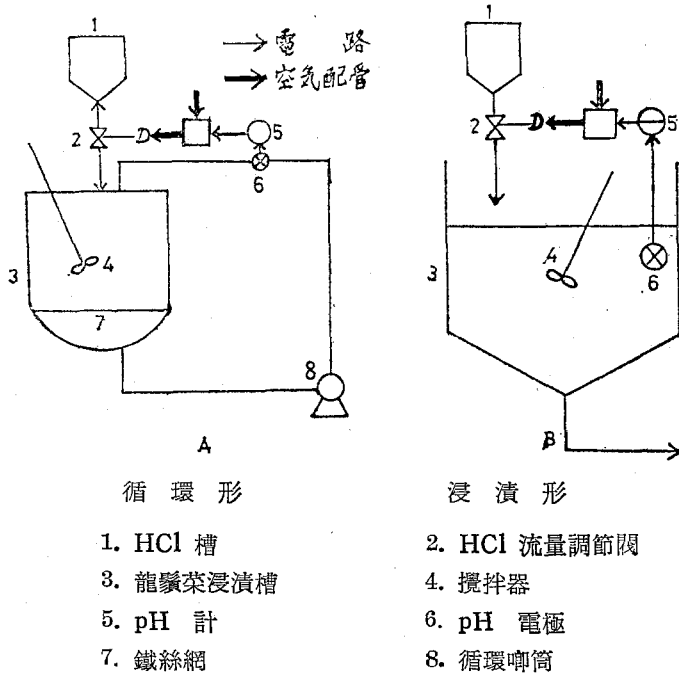 1
→ 電 路
→ 空気配管
2
D
5
6
3
4
7
8
A
1
2
D
5
3
4
6
B
循 環 形
浸 漬 形
1. HCl 槽
2. HCl 流量調節閥
3. 龍鬚菜浸漬槽
4. 攪拌器
5. pH 計
6. pH 電極
7. 鐵絲網
8. 循環啣筒